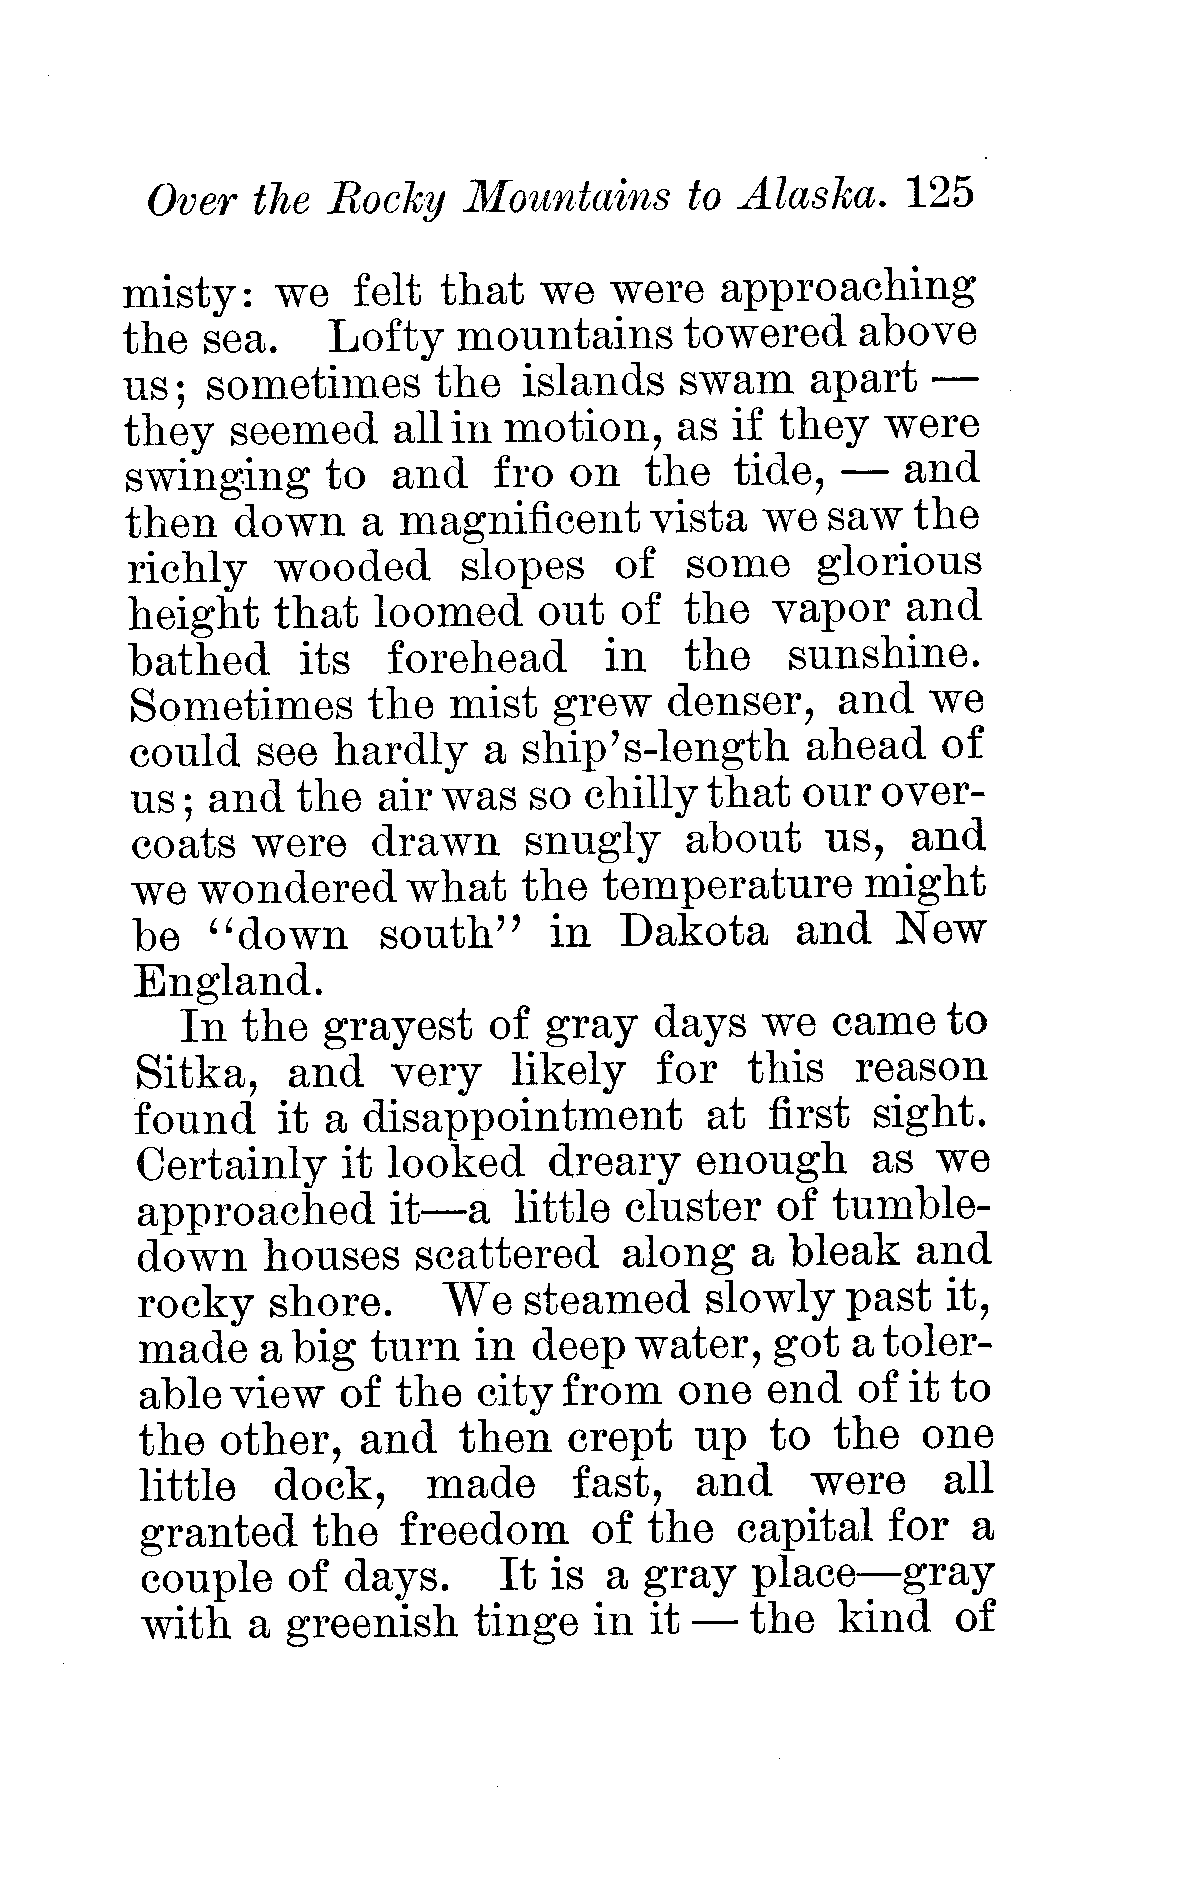 Over the Rocky Mountains to Alaska. 125
misty: we felt that we were approaching
the sea. Lofty mountains towered above
us; sometimes the islands swam apart —
they seemed all in motion, as if they were
swinging to and fro on the tide, — and
then down a magnificent vista we saw the
richly wooded slopes of some glorious
height that loomed out of the vapor and
bathed its forehead in the sunshine.
Sometimes the mist grew denser, and we
could see hardly a ship's-length ahead of
us; and the air was so chilly that our over-
coats were drawn snugly about us, and
we wondered what the temperature might
be "down south" in Dakota and New
England.
In the grayest of gray days we came to
Sitka, and very likely for this reason
found it a disappointment at first sight.
Certainly it looked dreary enough as we
approached it—a little cluster of tumble-
down houses scattered along a bleak and
rocky shore. We steamed slowly past it,
made a big turn in deep water, got a toler-
able view of the city from one end of it to
the other, and then crept up to the one
little dock, made fast, and were all
granted the freedom of the capital for a
couple of days. It is a gray place—gray
with a greenish tinge in it — the kind of